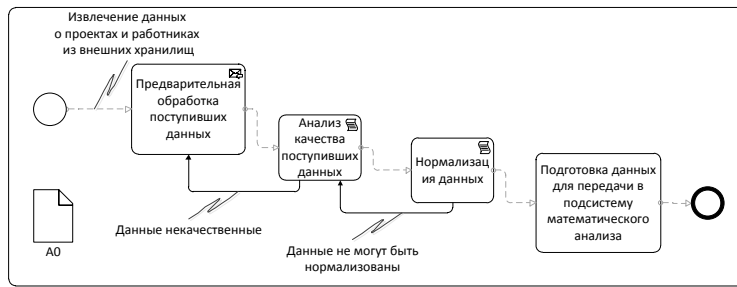 Извлечение данных
о проектах и работниках
из внешних хранилищ
Предварительная
обработка
поступивших
данных
Анализ
качества
поступивших
данных
Нормализац
ия данных
Подготовка данных
для передачи в
подсистему
математического
анализа
A0
Данные некачественные
Данные не могут быть
нормализованы